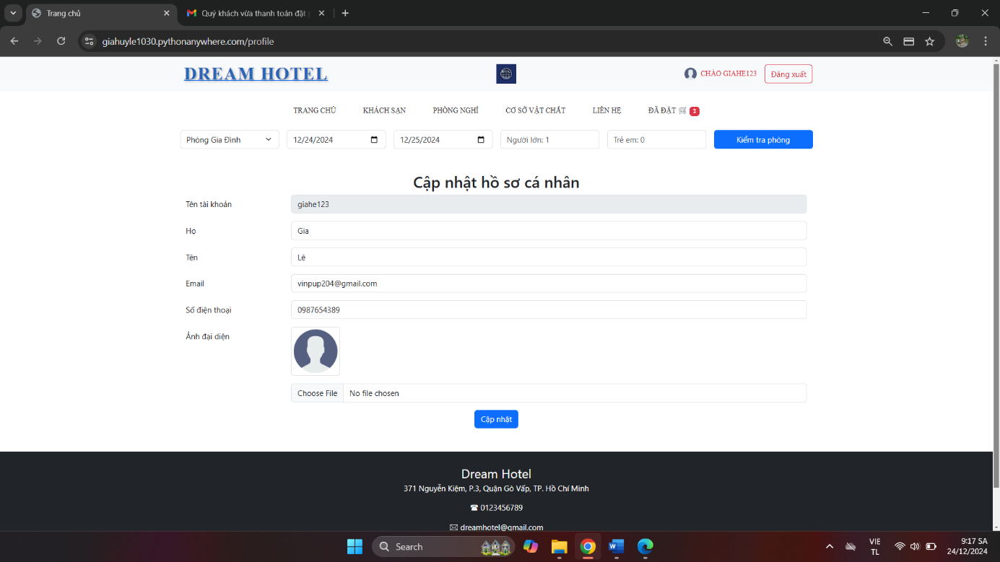 Trang chủ
Quý khách vừa thanh toán đặt
giahuyle1030.pythonanywhere.com/profile
DREAM HOTEL
CHÀO GIAHE123
Đăng xuất
TRANG CHỦ
KHÁCH SẠN
PHÒNG NGHỈ
CƠ SỞ VẬT CHẤT
LIÊN HỆ
ĐÃ ĐẶT 🛒 2
Phòng Gia Đình
12/24/2024
12/25/2024
Người lớn: 1
Trẻ em: 0
Kiểm tra phòng
Cập nhật hồ sơ cá nhân
Tên tài khoản
giahe123
Họ
Gia
Tên
Lê
Email
vinpup204@gmail.com
Số điện thoại
0987654389
Ảnh đại diện
Choose File
No file chosen
Cập nhật
Dream Hotel
371 Nguyễn Kiệm, P.3, Quận Gò Vấp, TP. Hồ Chí Minh
☎ 0123456789
✉ dreamhotel@gmail.com
Search
VIE
TL
9:17 SA
24/12/2024